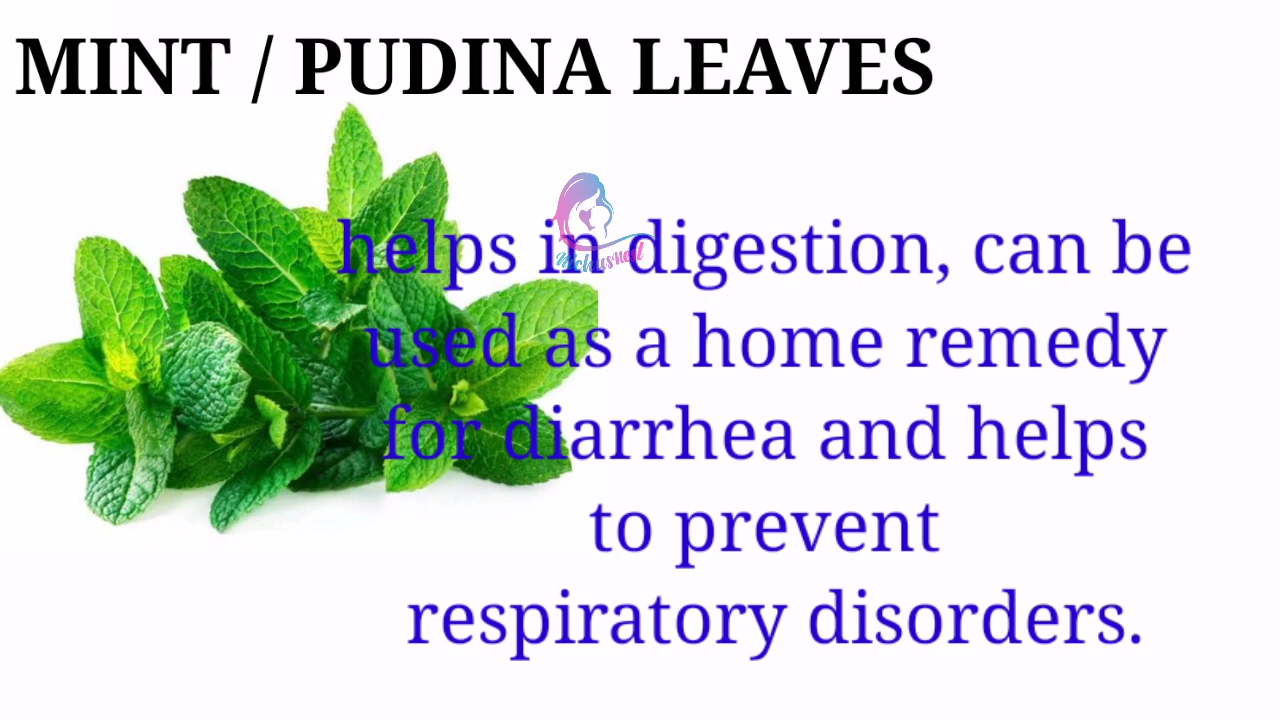 MINT / PUDINA LEAVES
helps in digestion, can be
used as a home remedy
for diarrhea and helps
to prevent
respiratory disorders.